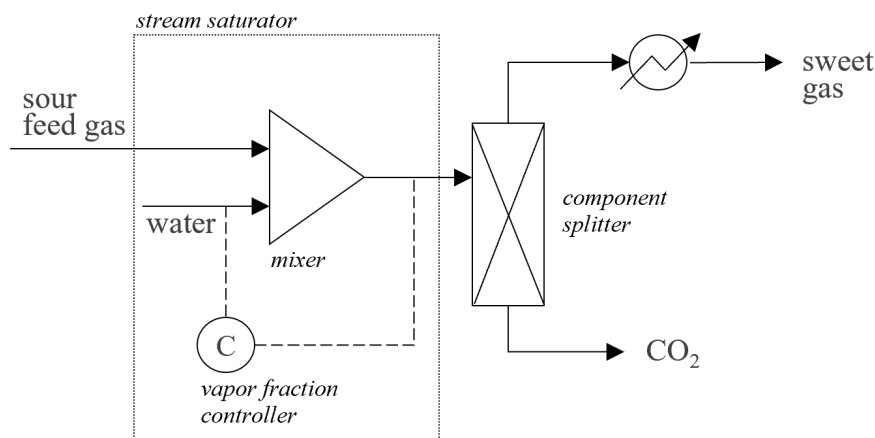 stream saturator
sour
feed gas
water
mixer
C
vapor fraction
controller
component
splitter
sweet
gas
CO₂